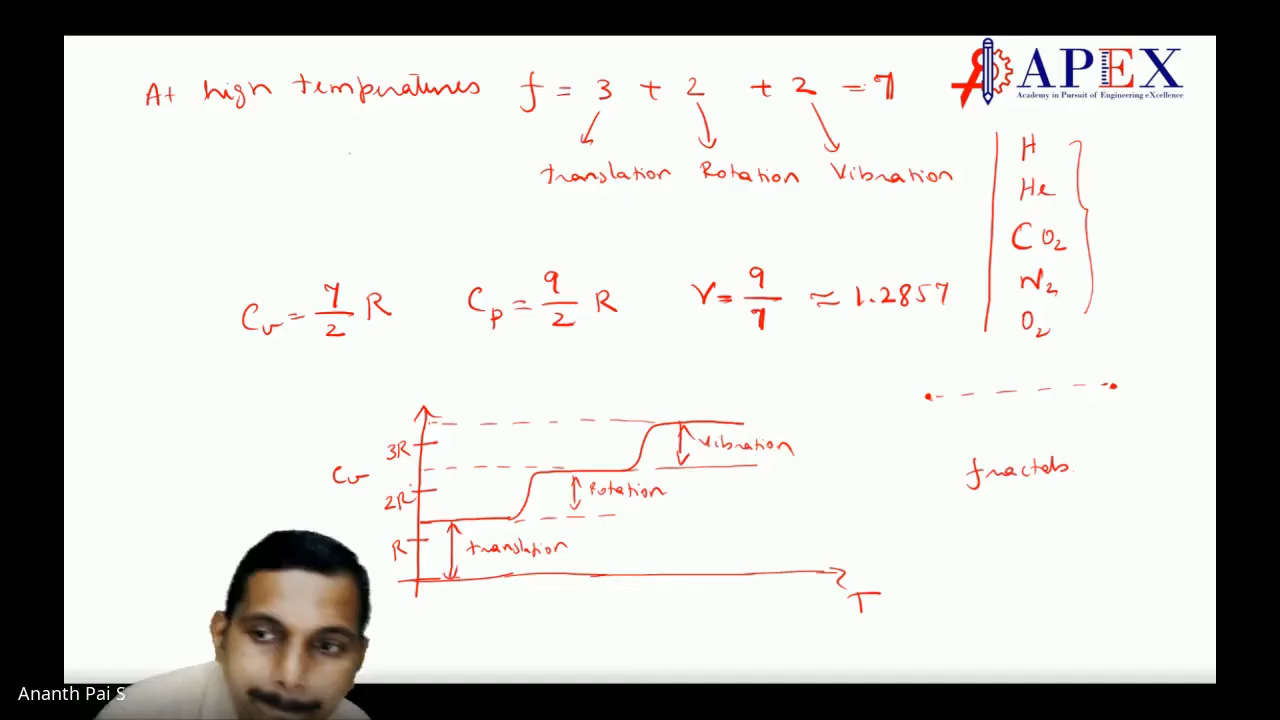 At high temperatures f = 3 + 2 + 2 = 7
translation Rotation Vibration
APEX
Academy in Pursuit of Engineering eXcellence
H
He
CO₂
N₂
O₂
Cv = 7/2 R Cp = 9/2 R γ = 9/7 ≈ 1.2857
3R
Cv
2R
R
Vibration
Rotation
translation
T
fractels
Ananth Pai S